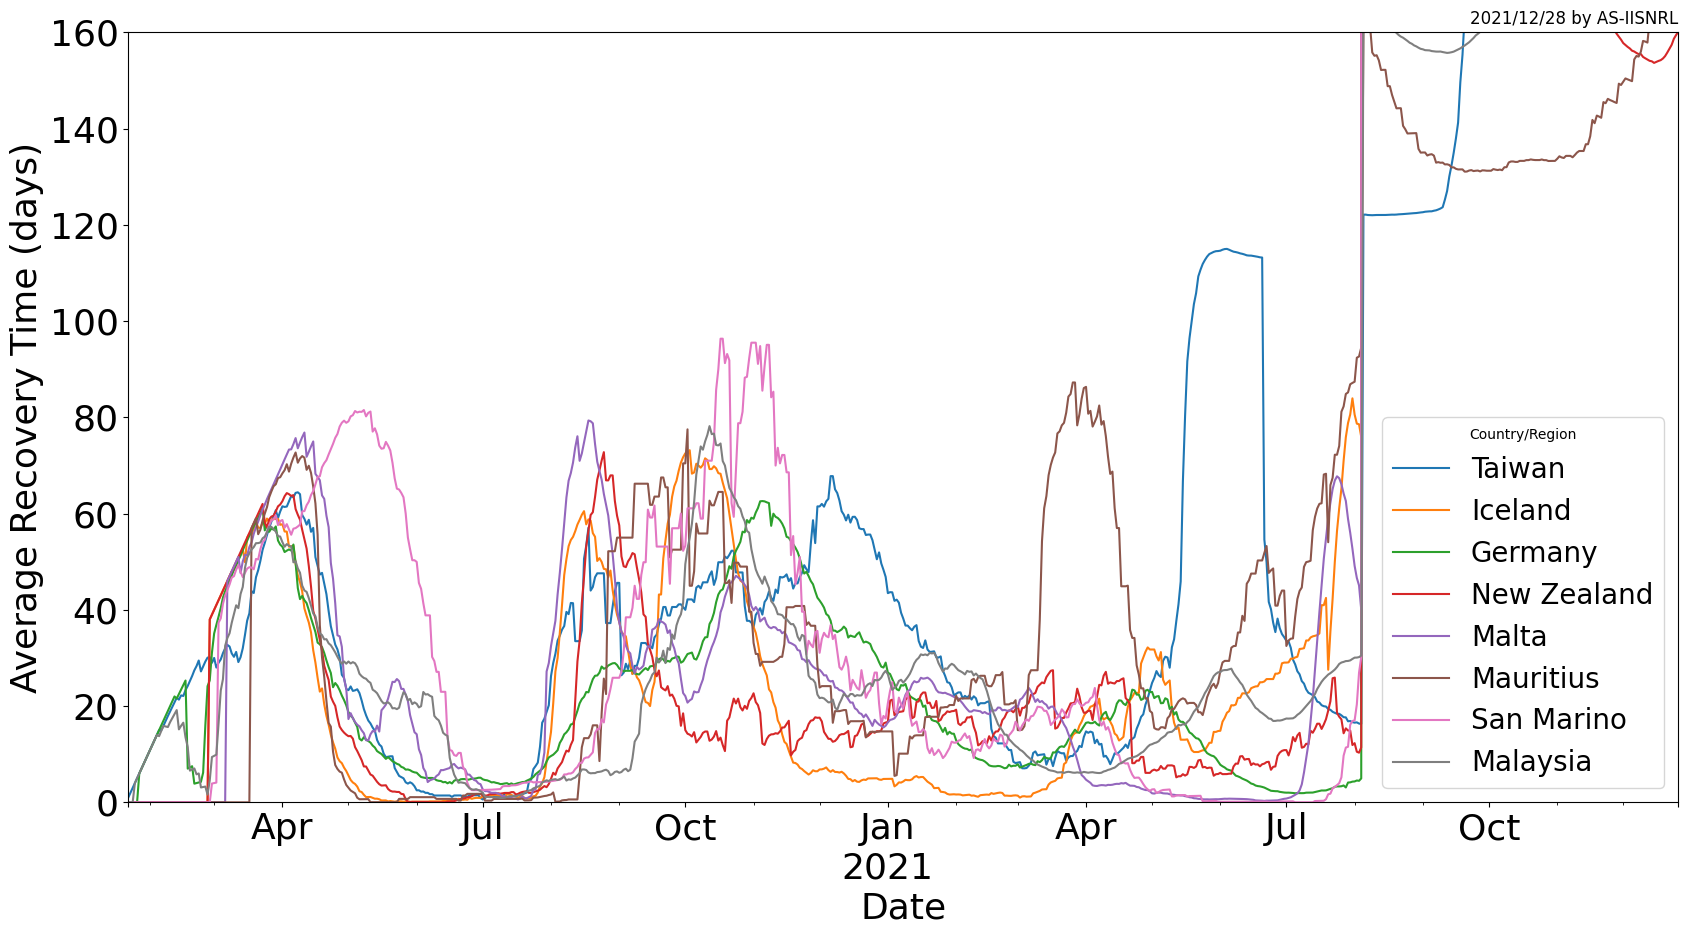 2021/12/28 by AS-IISNRL
160
140
120
100
80
60
40
20
0
Average Recovery Time (days)
Country/Region
Taiwan
Iceland
Germany
New Zealand
Malta
Mauritius
San Marino
Malaysia
Apr Jul Oct Jan Apr Jul Oct
2021
Date